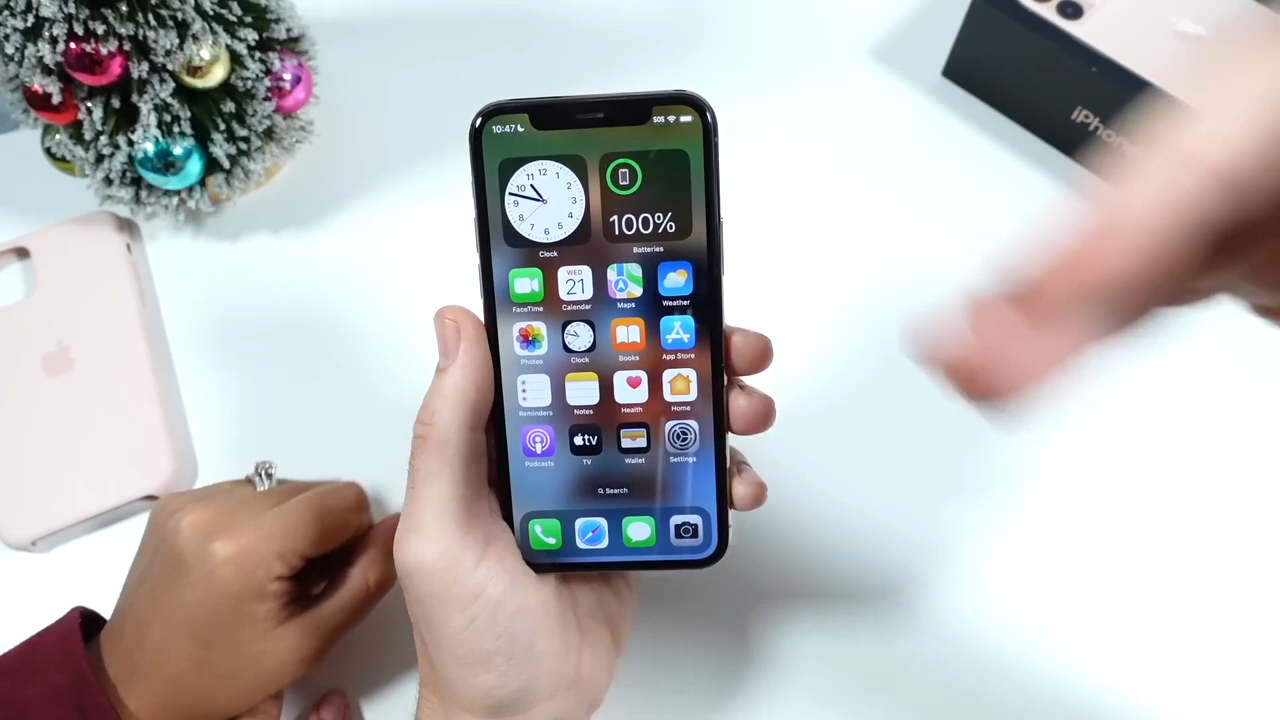 10:47
SOS
12
1
2
3
4
5
6
7
8
9
10
11
100%
Clock
Batteries
WED
21
FaceTime
Calendar
Maps
Weather
Photos
Clock
Books
App Store
Reminders
Notes
Health
Home
tv
Podcasts
TV
Wallet
Settings
Search
iPhone